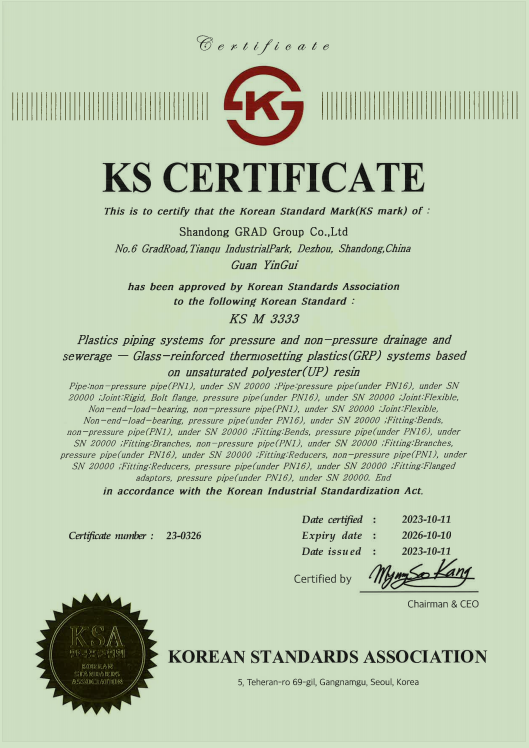 Certificate
KS
KS CERTIFICATE
This is to certify that the Korean Standard Mark(KS mark) of :
Shandong GRAD Group Co.,Ltd
No.6 GradRoad,Tianqu IndustrialPark, Dezhou, Shandong,China
Guan YinGui
has been approved by Korean Standards Association
to the following Korean Standard :
KS M 3333
Plastics piping systems for pressure and non-pressure drainage and
sewerage — Glass-reinforced thermosetting plastics(GRP) systems based
on unsaturated polyester(UP) resin
Pipe:non-pressure pipe(PN1), under SN 20000 ;Pipe:pressure pipe(under PN16), under SN
20000 ;Joint:Rigid, Bolt flange, pressure pipe(under PN16), under SN 20000 ;Joint:Flexible,
Non-end-load-bearing, non-pressure pipe(PN1), under SN 20000 ;Joint:Flexible,
Non-end-load-bearing, pressure pipe(under PN16), under SN 20000 ;Fitting:Bends,
non-pressure pipe(PN1), under SN 20000 ;Fitting:Bends, pressure pipe(under PN16), under
SN 20000 ;Fitting:Branches, non-pressure pipe(PN1), under SN 20000 ;Fitting:Branches,
pressure pipe(under PN16), under SN 20000 ;Fitting:Reducers, non-pressure pipe(PN1), under
SN 20000 ;Fitting:Reducers, pressure pipe(under PN16), under SN 20000 ;Fitting:Flanged
adaptors, pressure pipe(under PN16), under SN 20000. End
in accordance with the Korean Industrial Standardization Act.
Date certified : 2023-10-11
Certificate number : 23-0326
Expiry date : 2026-10-10
Date issued : 2023-10-11
Certified by
Chairman & CEO
KSA
KOREAN
STANDARDS
ASSOCIATION
KOREAN STANDARDS ASSOCIATION
5, Teheran-ro 69-gil, Gangnamgu, Seoul, Korea